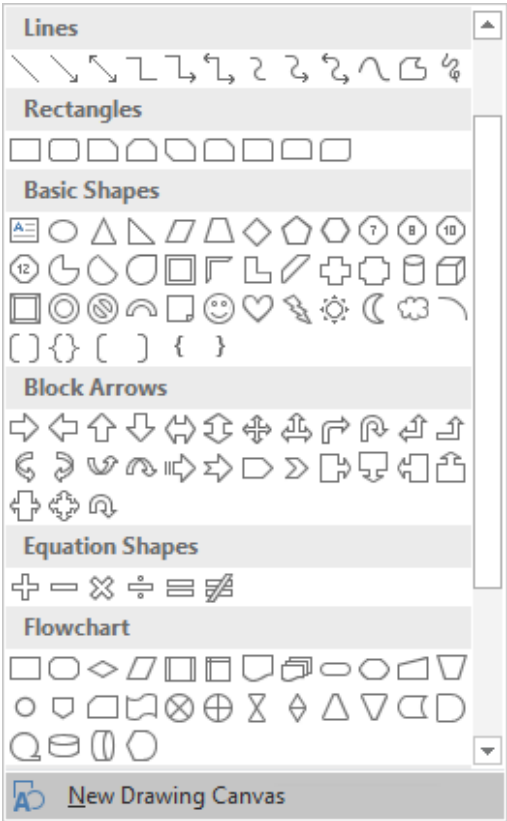 Lines
Rectangles
Basic Shapes
A
7 8 10
12
Block Arrows
Equation Shapes
Flowchart
A New Drawing Canvas